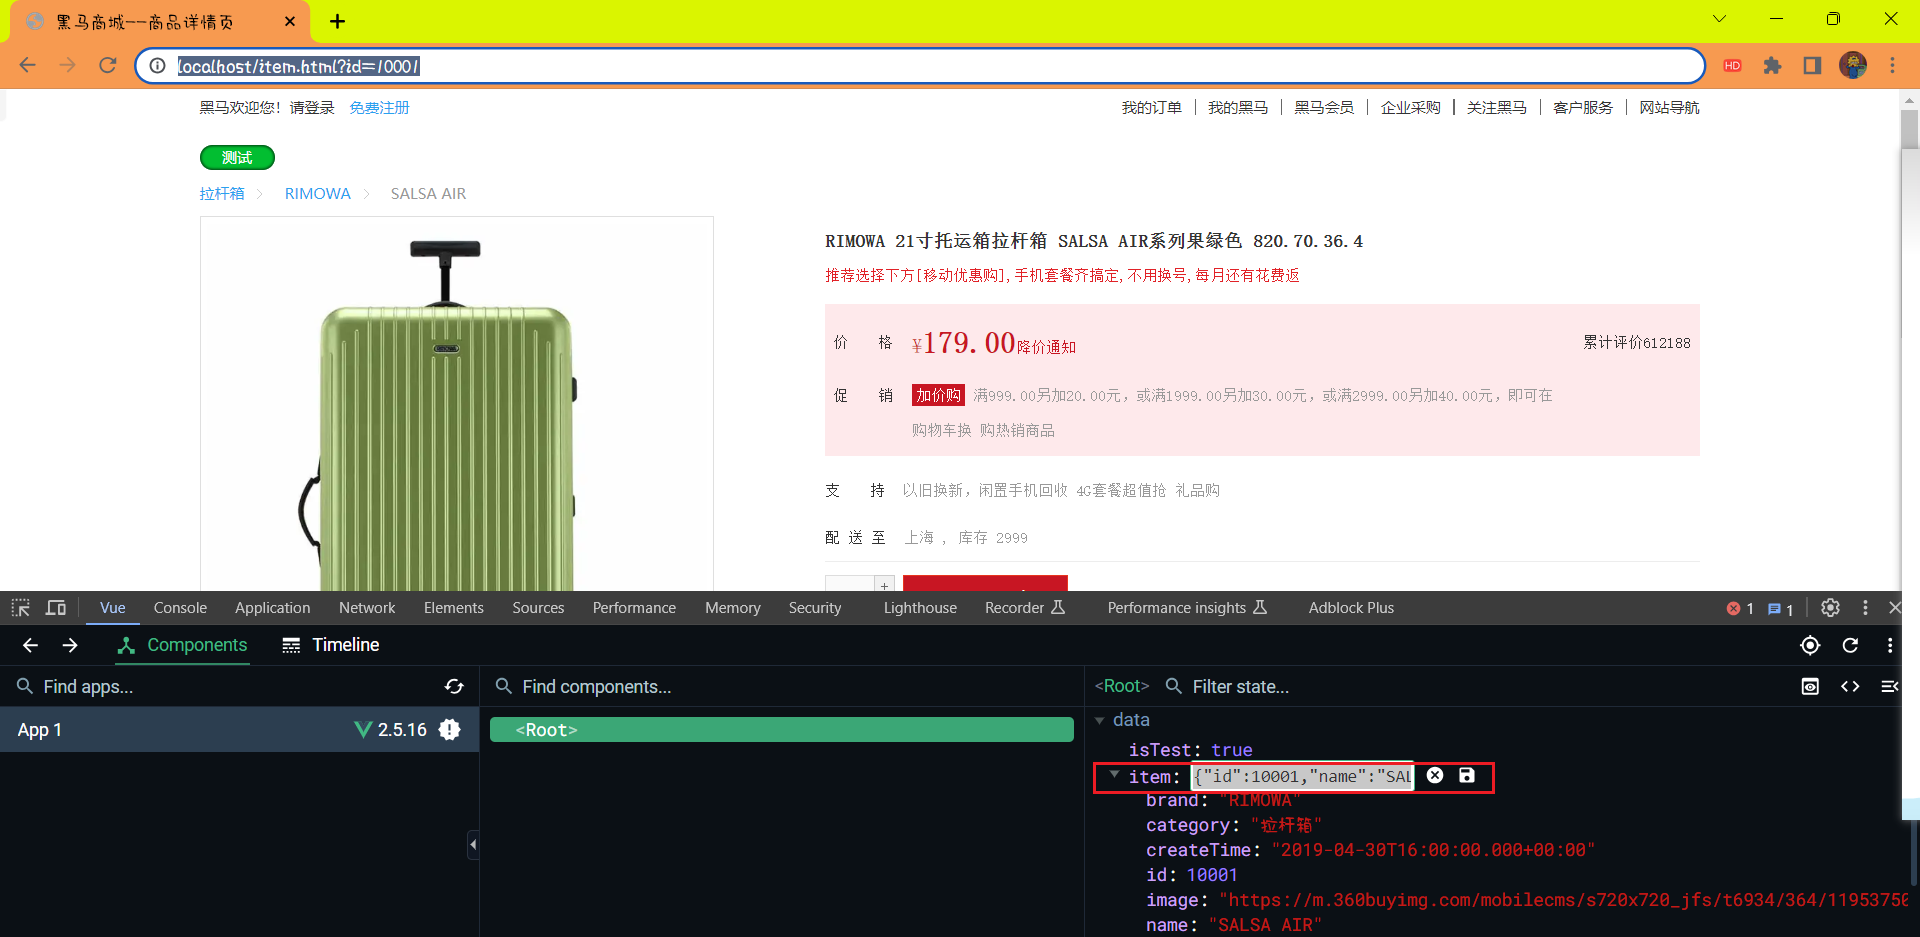 黑马商城--商品详情页
localhost/item.html?id=10001
HD
黑马欢迎您！请登录 免费注册
我的订单 | 我的黑马 | 黑马会员 | 企业采购 | 关注黑马 | 客户服务 | 网站导航
测试
拉杆箱 RIMOWA SALSA AIR
RIMOWA 21寸托运箱拉杆箱 SALSA AIR系列果绿色 820.70.36.4
推荐选择下方[移动优惠购],手机套餐齐搞定,不用换号,每月还有花费返
价 格 ¥179.00 降价通知
累计评价612188
促 销 加价购 满999.00另加20.00元，或满1999.00另加30.00元，或满2999.00另加40.00元，即可在
购物车换 购热销商品
支 持 以旧换新，闲置手机回收 4G套餐超值抢 礼品购
配 送 至 上海 , 库存 2999
+
Vue Console Application Network Elements Sources Performance Memory Security Lighthouse Recorder Performance insights Adblock Plus 1 1
Components Timeline
Find apps... Find components... <Root> Filter state...
App 1 2.5.16
<Root>
data
isTest: true
item: {"id":10001,"name":"SAL
brand: "RIMOWA"
category: "拉杆箱"
createTime: "2019-04-30T16:00:00.000+00:00"
id: 10001
image: "https://m.360buyimg.com/mobilecms/s720x720_jfs/t6934/364/11953750
name: "SALSA AIR"